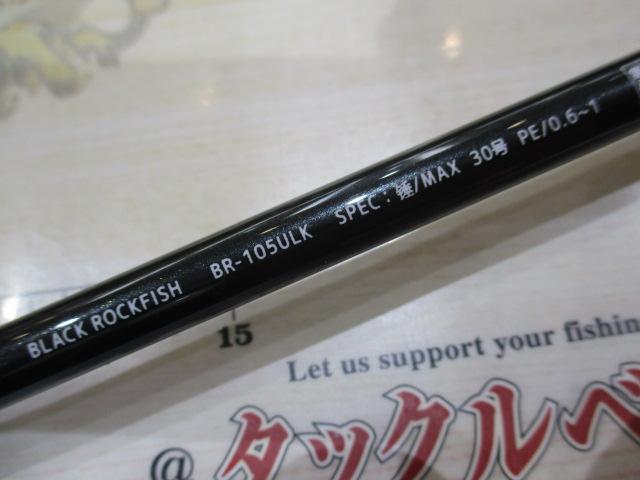 BLACK ROCKFISH BR-105ULK SPEC : 錘/MAX 30号 PE/0.6~1
15
Let us support your fishing
@タックルベ